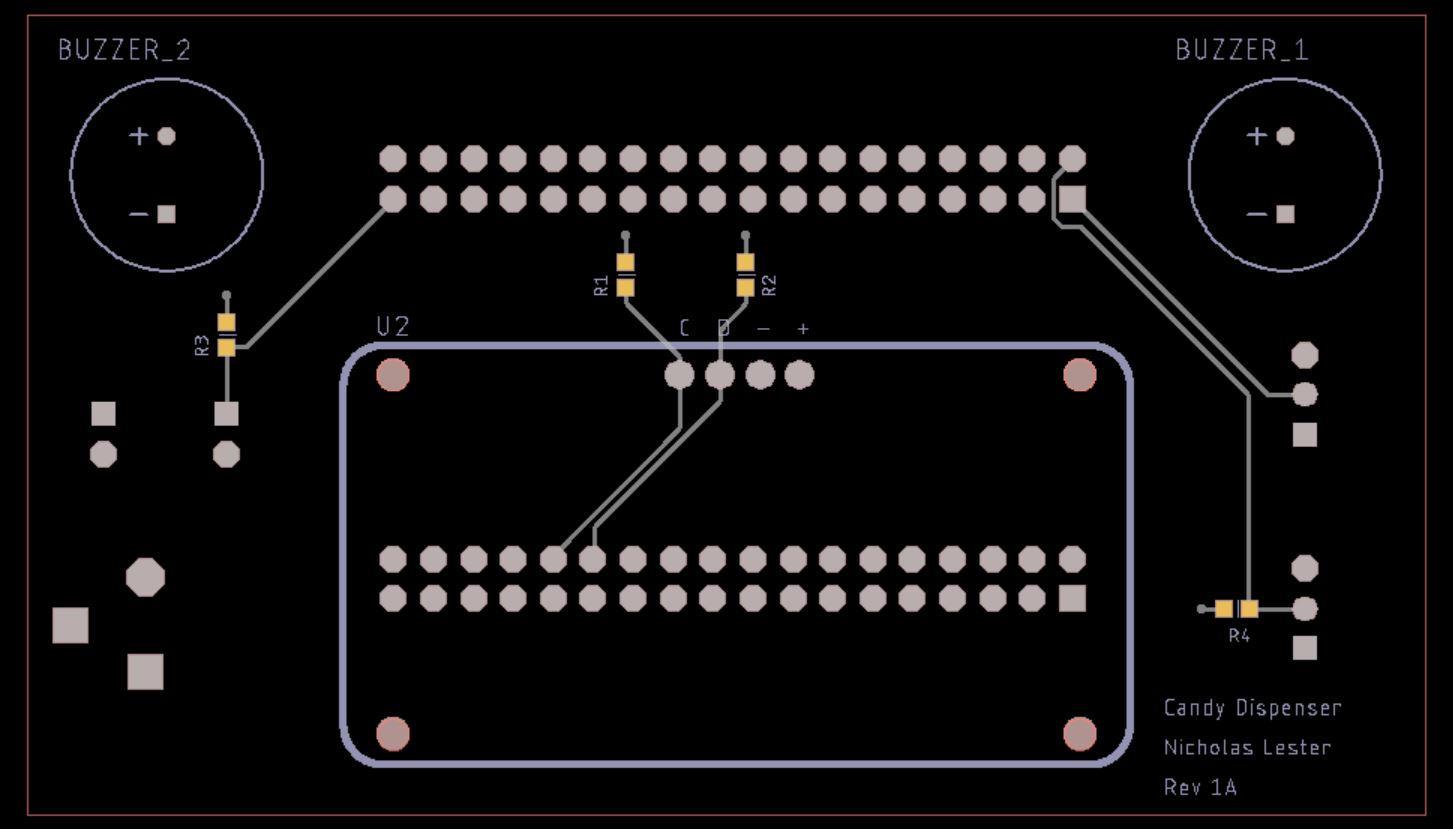 BUZZER_2
BUZZER_1
+
+
−
−
R1
R2
R3
U2
C D − +
R4
Candy Dispenser
Nicholas Lester
Rev 1A